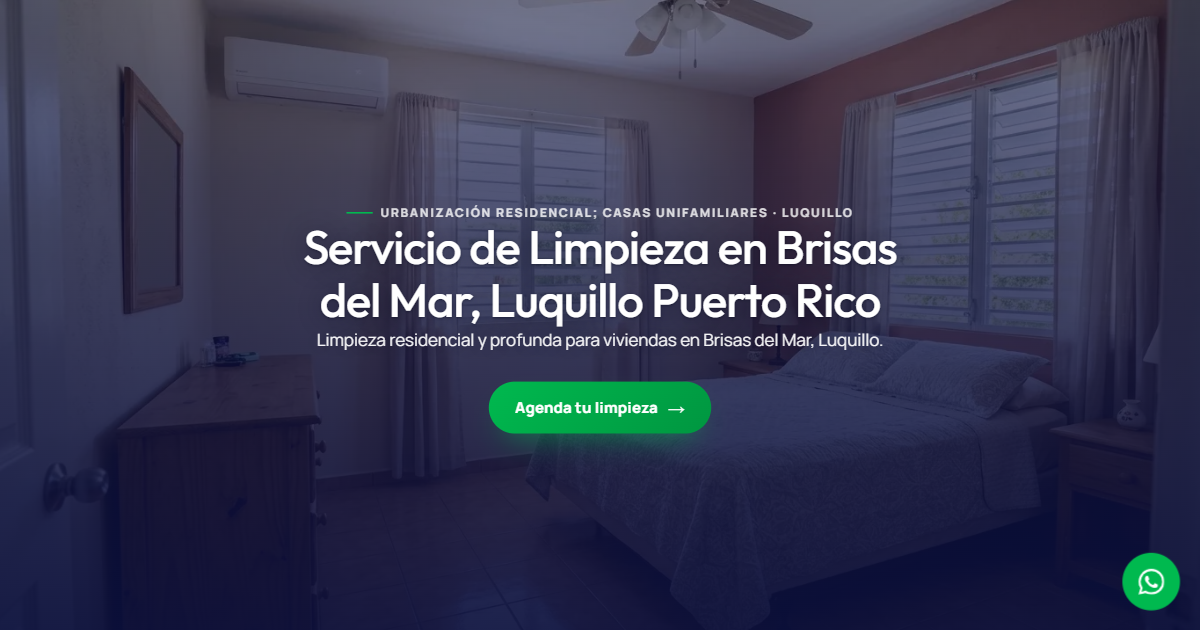 URBANIZACIÓN RESIDENCIAL; CASAS UNIFAMILIARES · LUQUILLO
Servicio de Limpieza en Brisas
del Mar, Luquillo Puerto Rico
Limpieza residencial y profunda para viviendas en Brisas del Mar, Luquillo.
Agenda tu limpieza →